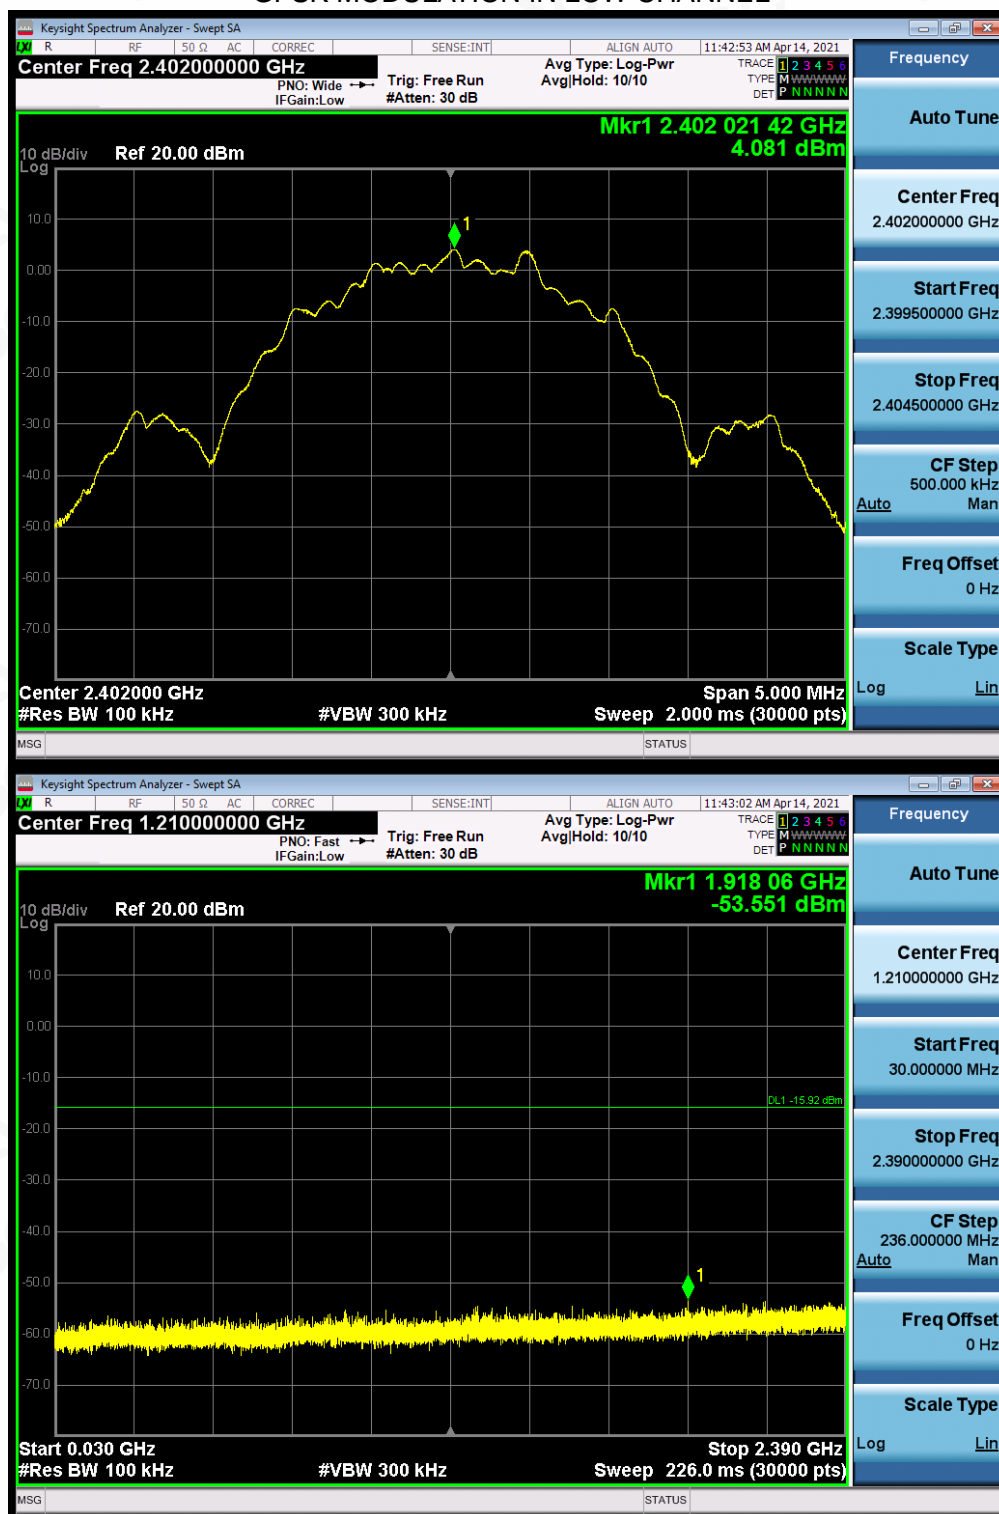 GFSK MODULATION IN LOW CHANNEL
Keysight Spectrum Analyzer - Swept SA
LXI R RF 50 Ω AC CORREC SENSE:INT ALIGN AUTO 11:42:53 AM Apr 14, 2021
Center Freq 2.402000000 GHz
PNO: Wide
IFGain:Low
Trig: Free Run
#Atten: 30 dB
Avg Type: Log-Pwr
Avg|Hold: 10/10
TRACE 1 2 3 4 5 6
TYPE M WWWWW
DET P N N N N N
Mkr1 2.402 021 42 GHz
4.081 dBm
10 dB/div Ref 20.00 dBm
Log
1
10.0
0.00
-10.0
-20.0
-30.0
-40.0
-50.0
-60.0
-70.0
Center 2.402000 GHz Span 5.000 MHz
#Res BW 100 kHz #VBW 300 kHz Sweep 2.000 ms (30000 pts)
MSG STATUS
Frequency
Auto Tune
Center Freq
2.402000000 GHz
Start Freq
2.399500000 GHz
Stop Freq
2.404500000 GHz
CF Step
500.000 kHz
Auto Man
Freq Offset
0 Hz
Scale Type
Log Lin
Keysight Spectrum Analyzer - Swept SA
LXI R RF 50 Ω AC CORREC SENSE:INT ALIGN AUTO 11:43:02 AM Apr 14, 2021
Center Freq 1.210000000 GHz
PNO: Fast
IFGain:Low
Trig: Free Run
#Atten: 30 dB
Avg Type: Log-Pwr
Avg|Hold: 10/10
TRACE 1 2 3 4 5 6
TYPE M WWWWW
DET P N N N N N
Mkr1 1.918 06 GHz
-53.551 dBm
10 dB/div Ref 20.00 dBm
Log
10.0
0.00
-10.0
DL1 -15.92 dBm
-20.0
-30.0
-40.0
1
-50.0
-60.0
-70.0
Start 0.030 GHz Stop 2.390 GHz
#Res BW 100 kHz #VBW 300 kHz Sweep 226.0 ms (30000 pts)
MSG STATUS
Frequency
Auto Tune
Center Freq
1.210000000 GHz
Start Freq
30.000000 MHz
Stop Freq
2.390000000 GHz
CF Step
236.000000 MHz
Auto Man
Freq Offset
0 Hz
Scale Type
Log Lin